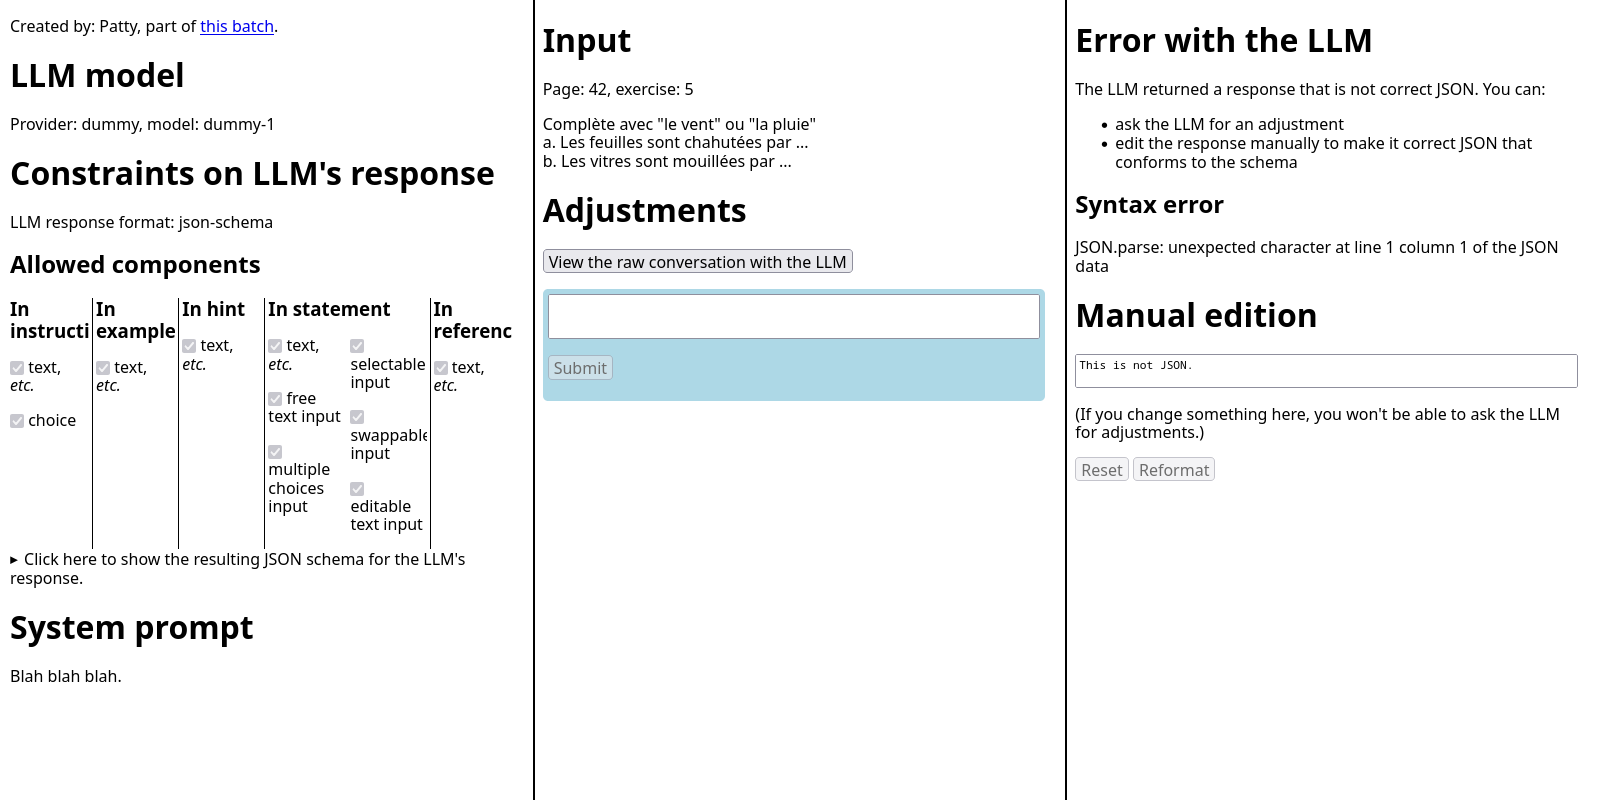 Created by: Patty, part of this batch.
LLM model
Provider: dummy, model: dummy-1
Constraints on LLM's response
LLM response format: json-schema
Allowed components
In
instructi
text,
etc.
choice
In
example
text,
etc.
In hint
text,
etc.
In statement
text,
etc.
free
text input
multiple
choices
input
selectable
input
swappable
input
editable
text input
In
referenc
text,
etc.
▸ Click here to show the resulting JSON schema for the LLM's
response.
System prompt
Blah blah blah.
Input
Page: 42, exercise: 5
Complète avec "le vent" ou "la pluie"
a. Les feuilles sont chahutées par ...
b. Les vitres sont mouillées par ...
Adjustments
View the raw conversation with the LLM
Submit
Error with the LLM
The LLM returned a response that is not correct JSON. You can:
• ask the LLM for an adjustment
• edit the response manually to make it correct JSON that
conforms to the schema
Syntax error
JSON.parse: unexpected character at line 1 column 1 of the JSON
data
Manual edition
This is not JSON.
(If you change something here, you won't be able to ask the LLM
for adjustments.)
Reset Reformat